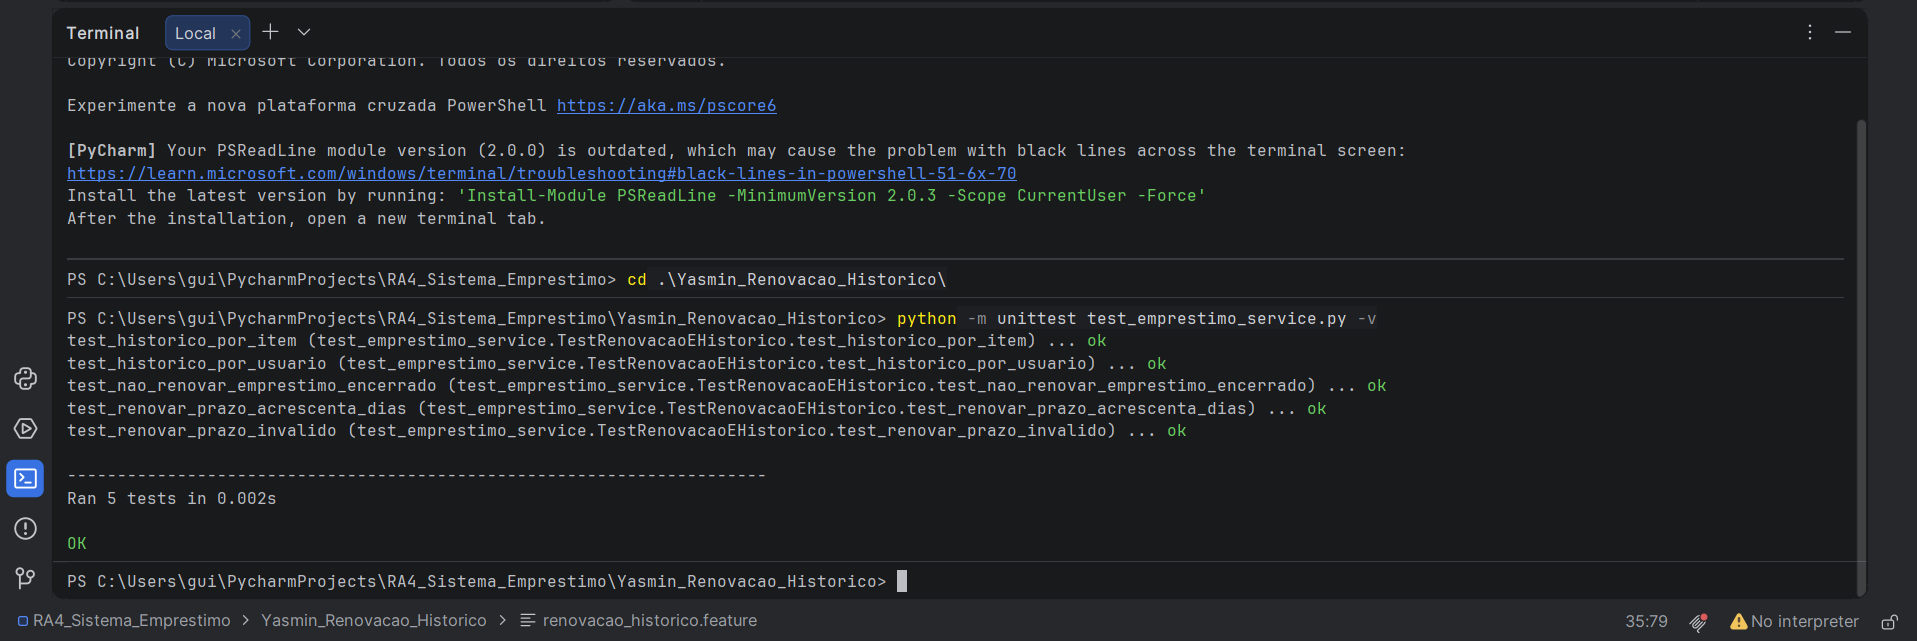 Terminal Local
Copyright (C) Microsoft Corporation. Todos os direitos reservados.
Experimente a nova plataforma cruzada PowerShell https://aka.ms/pscore6
[PyCharm] Your PSReadLine module version (2.0.0) is outdated, which may cause the problem with black lines across the terminal screen:
https://learn.microsoft.com/windows/terminal/troubleshooting#black-lines-in-powershell-51-6x-70
Install the latest version by running: 'Install-Module PSReadLine -MinimumVersion 2.0.3 -Scope CurrentUser -Force'
After the installation, open a new terminal tab.
PS C:\Users\gui\PycharmProjects\RA4_Sistema_Emprestimo> cd .\Yasmin_Renovacao_Historico\
PS C:\Users\gui\PycharmProjects\RA4_Sistema_Emprestimo\Yasmin_Renovacao_Historico> python -m unittest test_emprestimo_service.py -v
test_historico_por_item (test_emprestimo_service.TestRenovacaoEHistorico.test_historico_por_item) ... ok
test_historico_por_usuario (test_emprestimo_service.TestRenovacaoEHistorico.test_historico_por_usuario) ... ok
test_nao_renovar_emprestimo_encerrado (test_emprestimo_service.TestRenovacaoEHistorico.test_nao_renovar_emprestimo_encerrado) ... ok
test_renovar_prazo_acrescenta_dias (test_emprestimo_service.TestRenovacaoEHistorico.test_renovar_prazo_acrescenta_dias) ... ok
test_renovar_prazo_invalido (test_emprestimo_service.TestRenovacaoEHistorico.test_renovar_prazo_invalido) ... ok
----------------------------------------------------------------------
Ran 5 tests in 0.002s
OK
PS C:\Users\gui\PycharmProjects\RA4_Sistema_Emprestimo\Yasmin_Renovacao_Historico>
RA4_Sistema_Emprestimo > Yasmin_Renovacao_Historico > renovacao_historico.feature 35:79 No interpreter